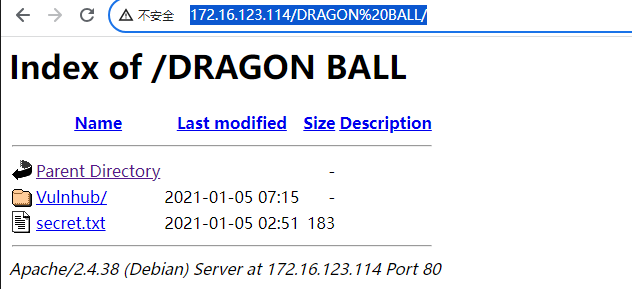 不安全 172.16.123.114/DRAGON%20BALL/
Index of /DRAGON BALL
Name Last modified Size Description
Parent Directory -
Vulnhub/ 2021-01-05 07:15 -
secret.txt 2021-01-05 02:51 183
Apache/2.4.38 (Debian) Server at 172.16.123.114 Port 80